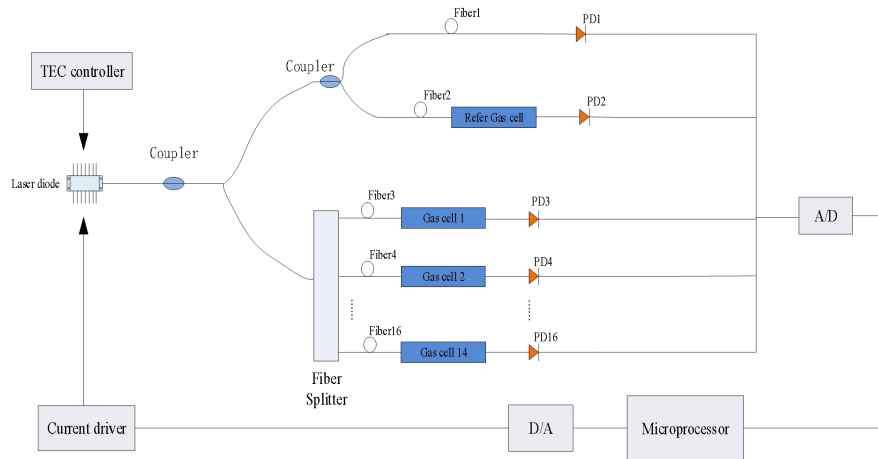 Fiber1
PD1
TEC controller
Coupler
Fiber2
PD2
Refer Gas cell
Coupler
Laser diode
Fiber3
PD3
Gas cell 1
A/D
Fiber4
PD4
Gas cell 2
Fiber16
PD16
Gas cell 14
Fiber
Splitter
Current driver
D/A
Microprocessor